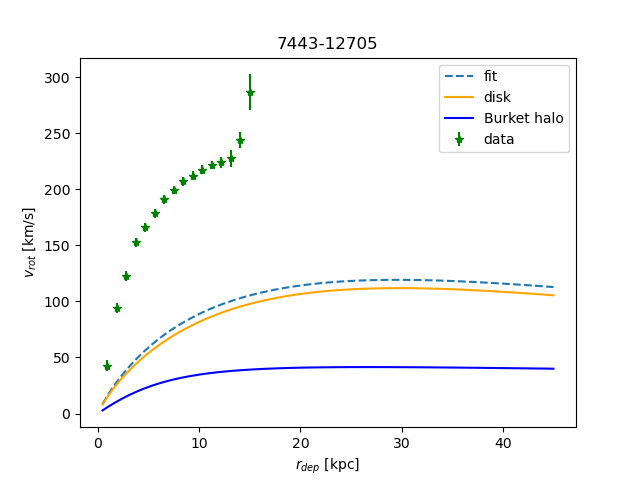 7443-12705
fit
disk
Burket halo
data
300
250
200
150
100
50
0
v_rot [km/s]
0 10 20 30 40
r_dep [kpc]